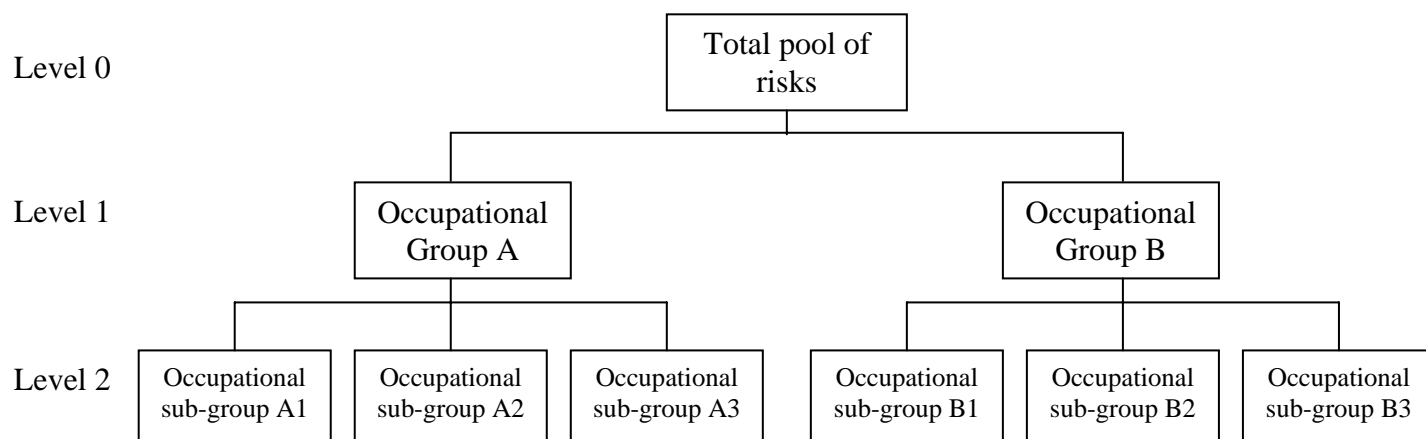 Level 0
Total pool of
risks
Level 1
Occupational
Group A
Occupational
Group B
Level 2
Occupational
sub-group A1
Occupational
sub-group A2
Occupational
sub-group A3
Occupational
sub-group B1
Occupational
sub-group B2
Occupational
sub-group B3